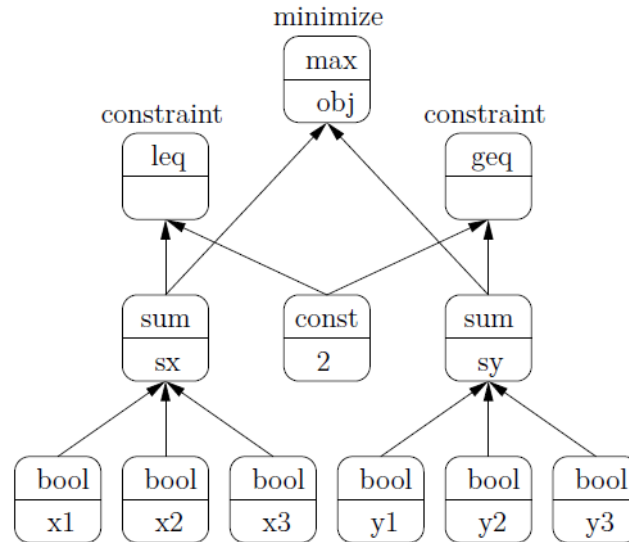 minimize
max
obj
constraint constraint
leq geq
sum const sum
sx 2 sy
bool bool bool bool bool bool
x1 x2 x3 y1 y2 y3